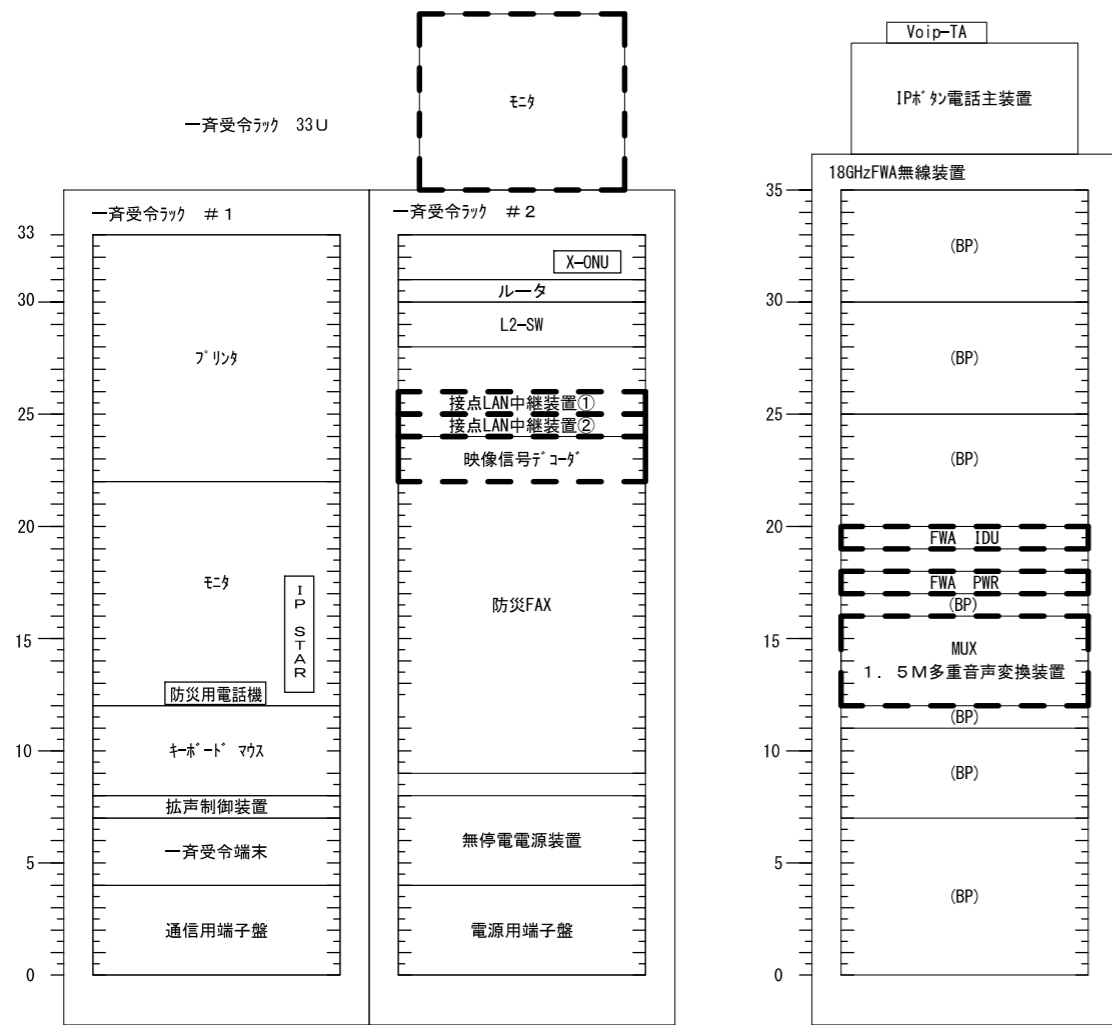 一斉受令ﾗｯｸ　33Ｕ
ﾓﾆﾀ
一斉受令ﾗｯｸ　＃１
33
30
25
20
15
10
5
0
ﾌﾟﾘﾝﾀ
ﾓﾆﾀ
IP STAR
防災用電話機
ｷｰﾎﾞｰﾄﾞ ﾏｳｽ
拡声制御装置
一斉受令端末
通信用端子盤
一斉受令ﾗｯｸ　＃２
X-ONU
ルータ
L2-SW
接点LAN中継装置①
接点LAN中継装置②
映像信号ﾃﾞｺｰﾀﾞ
防災FAX
無停電電源装置
電源用端子盤
Voip-TA
IPﾎﾞﾀﾝ電話主装置
18GHzFWA無線装置
35
30
25
20
15
10
5
0
(BP)
(BP)
(BP)
FWA　IDU
FWA　PWR
(BP)
MUX
１．５Ｍ多重音声変換装置
(BP)
(BP)
(BP)